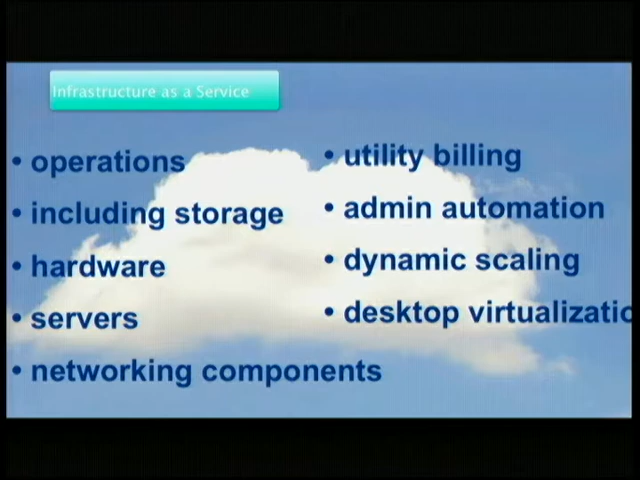 Infrastructure as a Service
• operations
• including storage
• hardware
• servers
• networking components
• utility billing
• admin automation
• dynamic scaling
• desktop virtualizatio